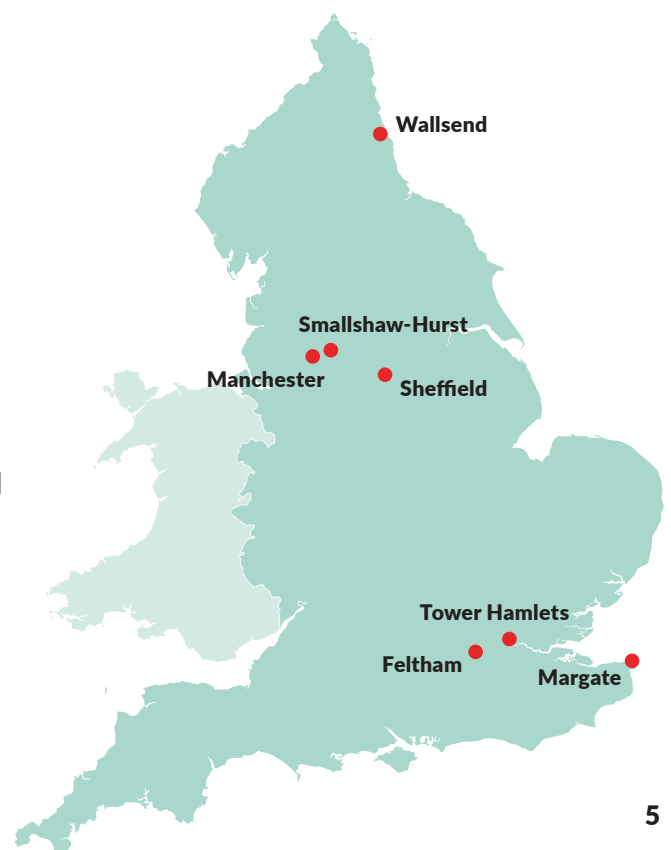 Wallsend
Smallshaw-Hurst
Manchester
Sheffield
Tower Hamlets
Feltham
Margate
5